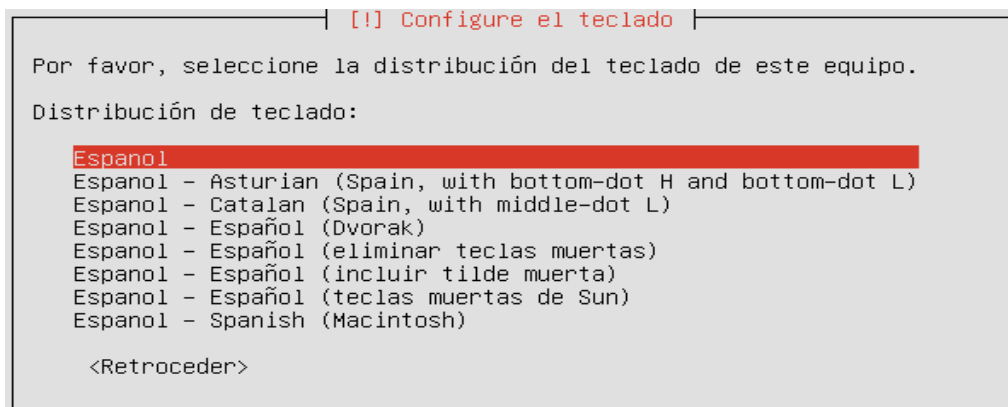 [!] Configure el teclado
Por favor, seleccione la distribución del teclado de este equipo.
Distribución de teclado:
Espanol
Espanol – Asturian (Spain, with bottom–dot H and bottom–dot L)
Espanol – Catalan (Spain, with middle–dot L)
Espanol – Español (Dvorak)
Espanol – Español (eliminar teclas muertas)
Espanol – Español (incluir tilde muerta)
Espanol – Español (teclas muertas de Sun)
Espanol – Spanish (Macintosh)
<Retroceder>